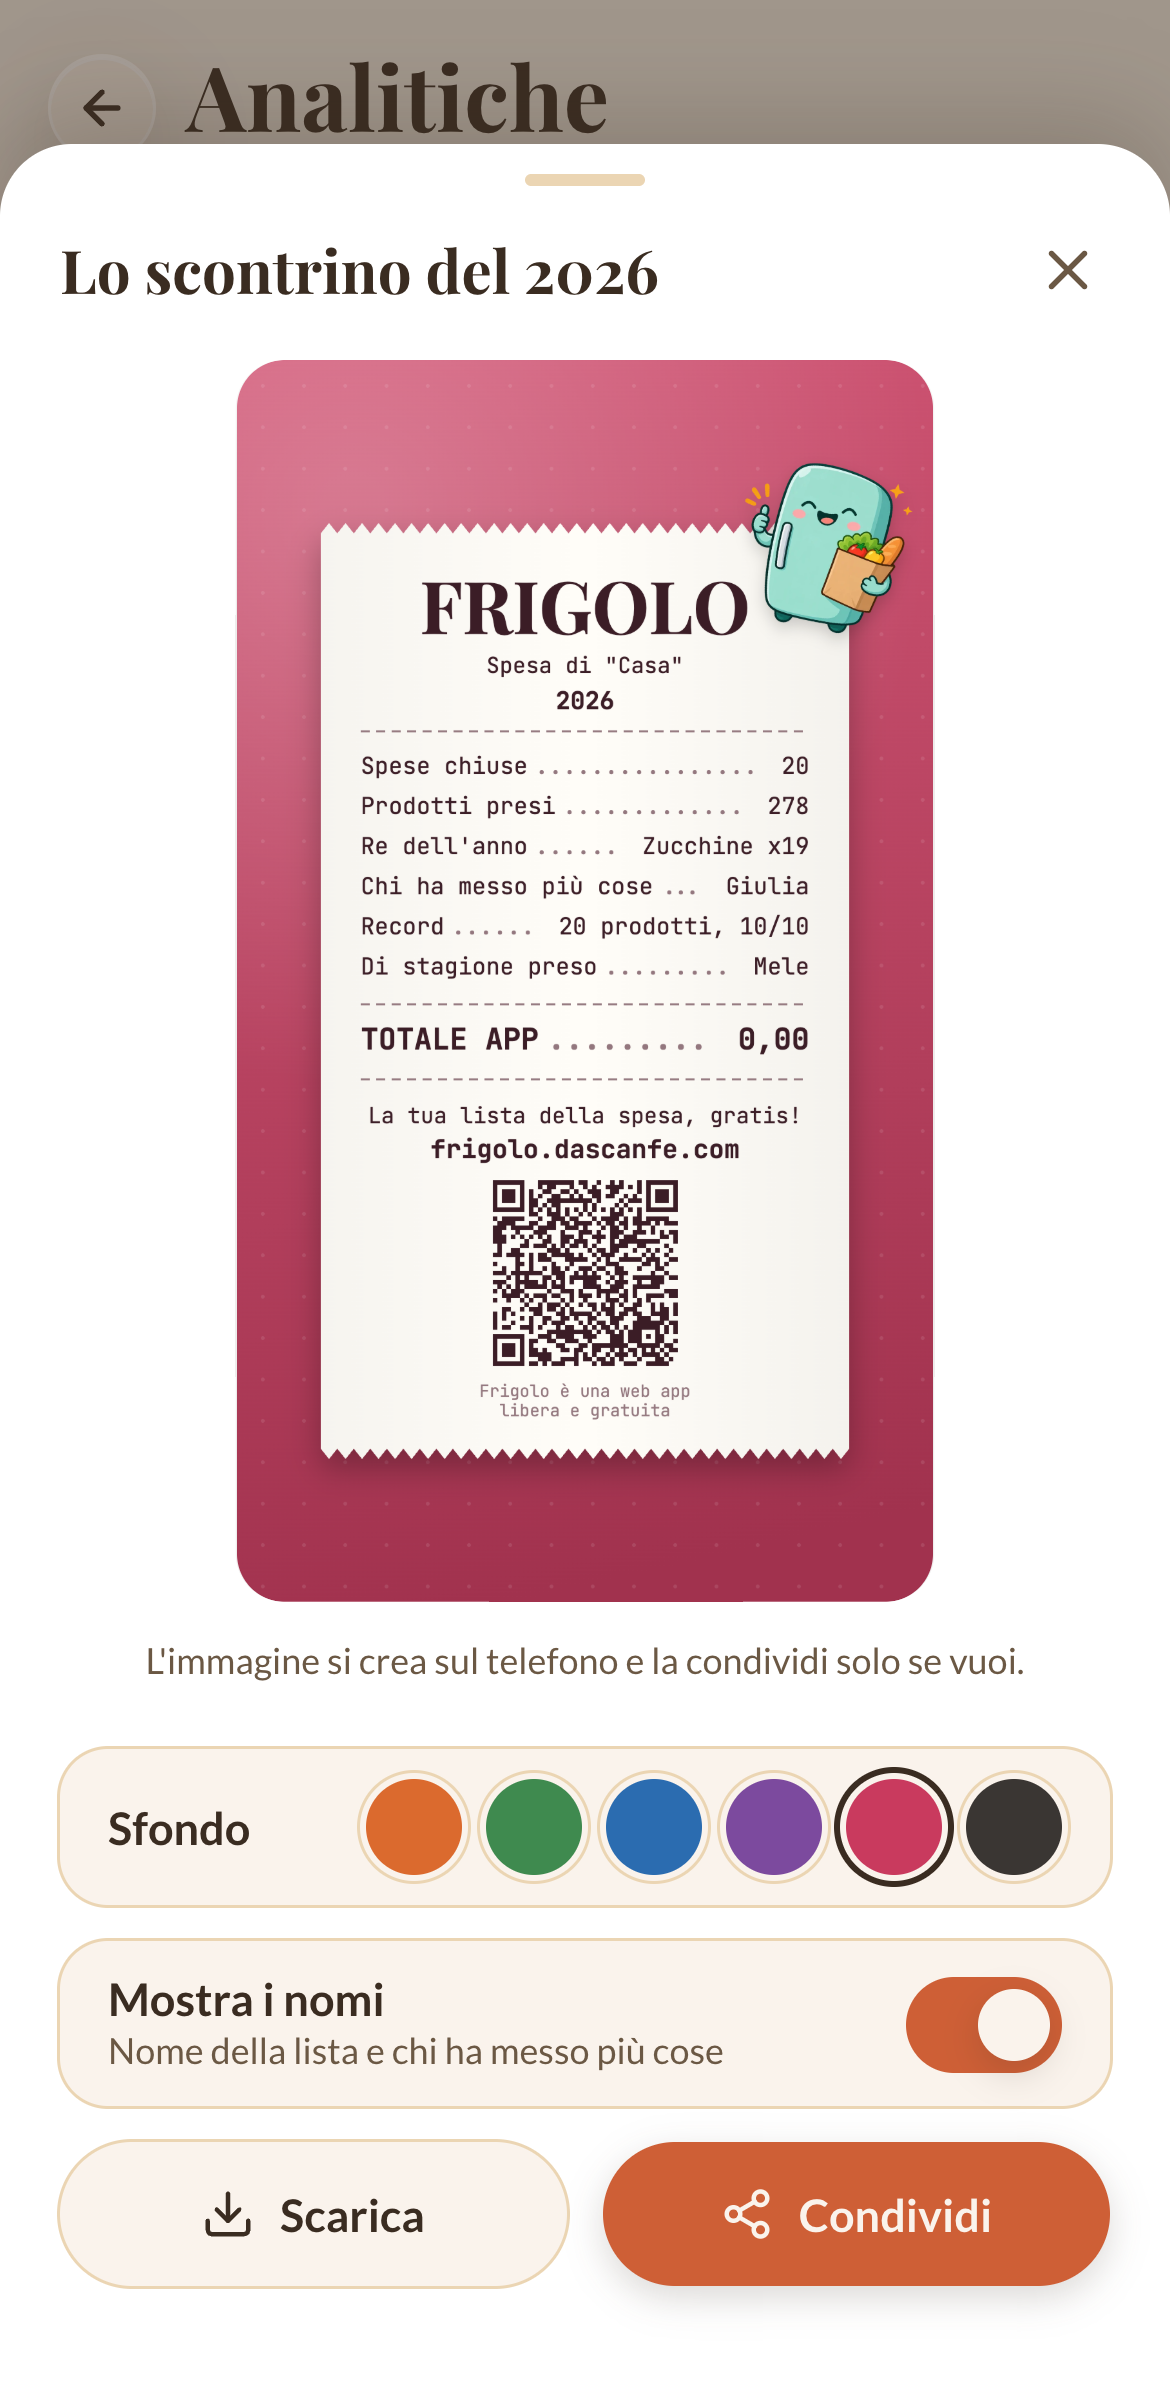 Analitiche
Lo scontrino del 2026
FRIGOLO
Spesa di "Casa"
2026
Spese chiuse ................ 20
Prodotti presi ............. 278
Re dell'anno ...... Zucchine x19
Chi ha messo più cose ... Giulia
Record ...... 20 prodotti, 10/10
Di stagione preso ......... Mele
TOTALE APP ......... 0,00
La tua lista della spesa, gratis!
frigolo.dascanfe.com
Frigolo è una web app
libera e gratuita
L'immagine si crea sul telefono e la condividi solo se vuoi.
Sfondo
Mostra i nomi
Nome della lista e chi ha messo più cose
Scarica
Condividi